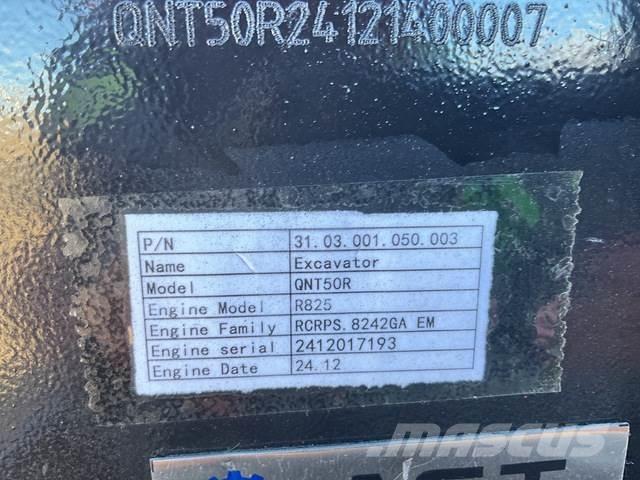 QNT50R24121400007
P/N 31.03.001.050.003
Name Excavator
Model QNT50R
Engine Model R825
Engine Family RCRPS.8242GA EM
Engine serial 2412017193
Engine Date 24.12
MASCUS